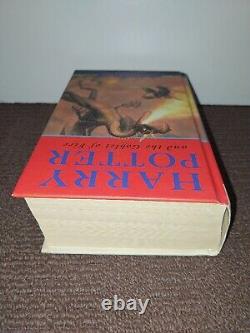 HARRY
POTTER
and the Goblet of Fire